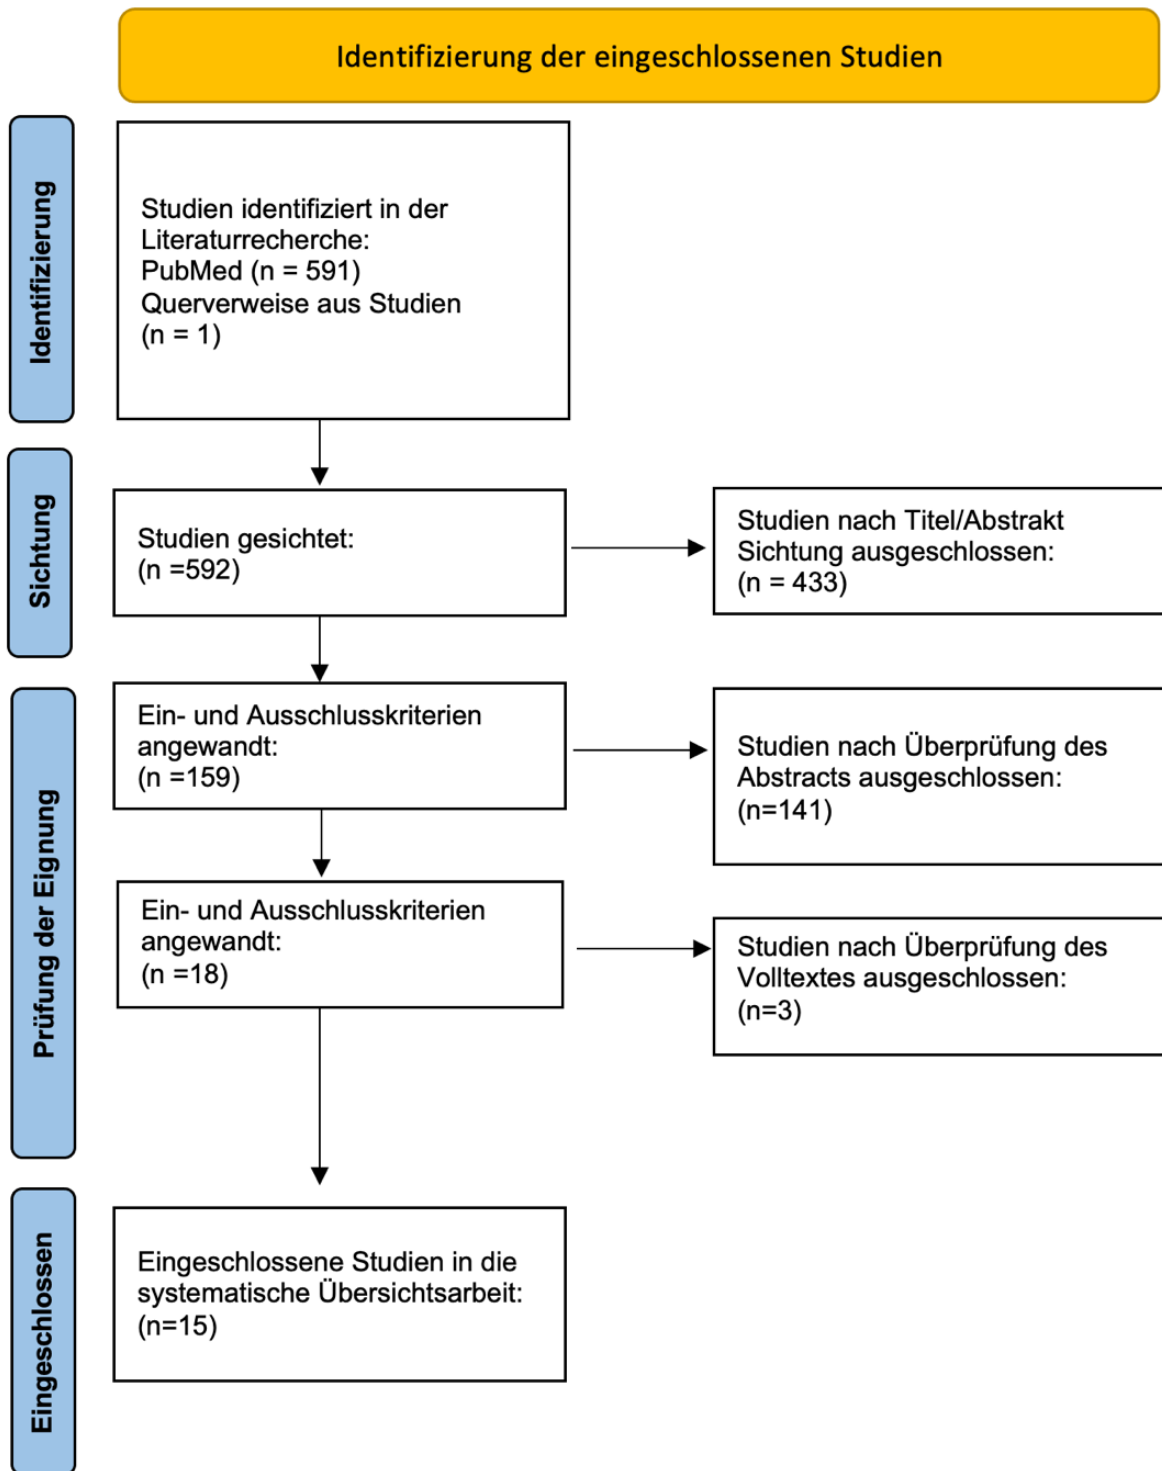 Identifizierung der eingeschlossenen Studien
Identifizierung
Studien identifiziert in der
Literaturrecherche:
PubMed (n = 591)
Querverweise aus Studien
(n = 1)
Sichtung
Studien gesichtet:
(n =592)
Studien nach Titel/Abstrakt
Sichtung ausgeschlossen:
(n = 433)
Prüfung der Eignung
Ein- und Ausschlusskriterien
angewandt:
(n =159)
Studien nach Überprüfung des
Abstracts ausgeschlossen:
(n=141)
Ein- und Ausschlusskriterien
angewandt:
(n =18)
Studien nach Überprüfung des
Volltextes ausgeschlossen:
(n=3)
Eingeschlossen
Eingeschlossene Studien in die
systematische Übersichtsarbeit:
(n=15)